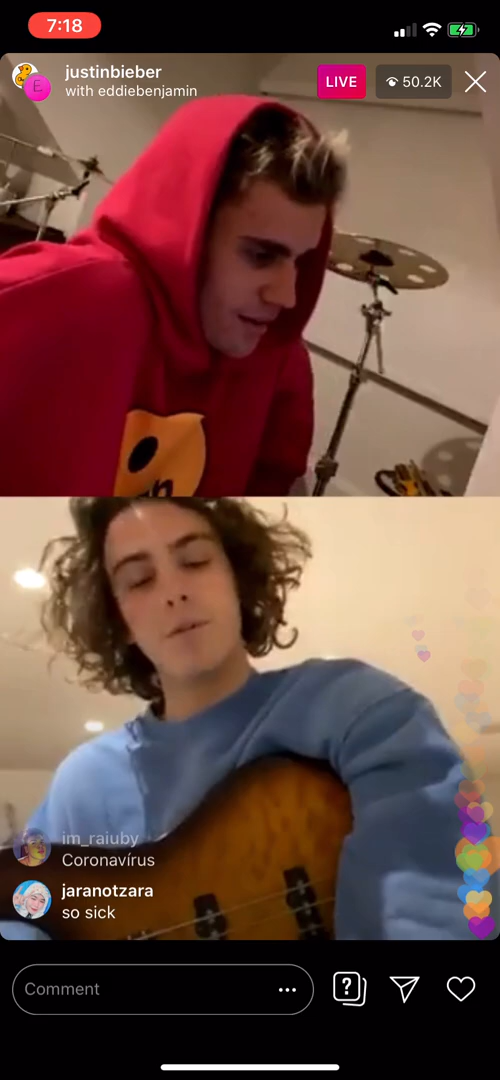 7:18
justinbieber
with eddiebenjamin
E
LIVE
50.2K
im_raiuby
Coronavírus
jaranotzara
so sick
Comment